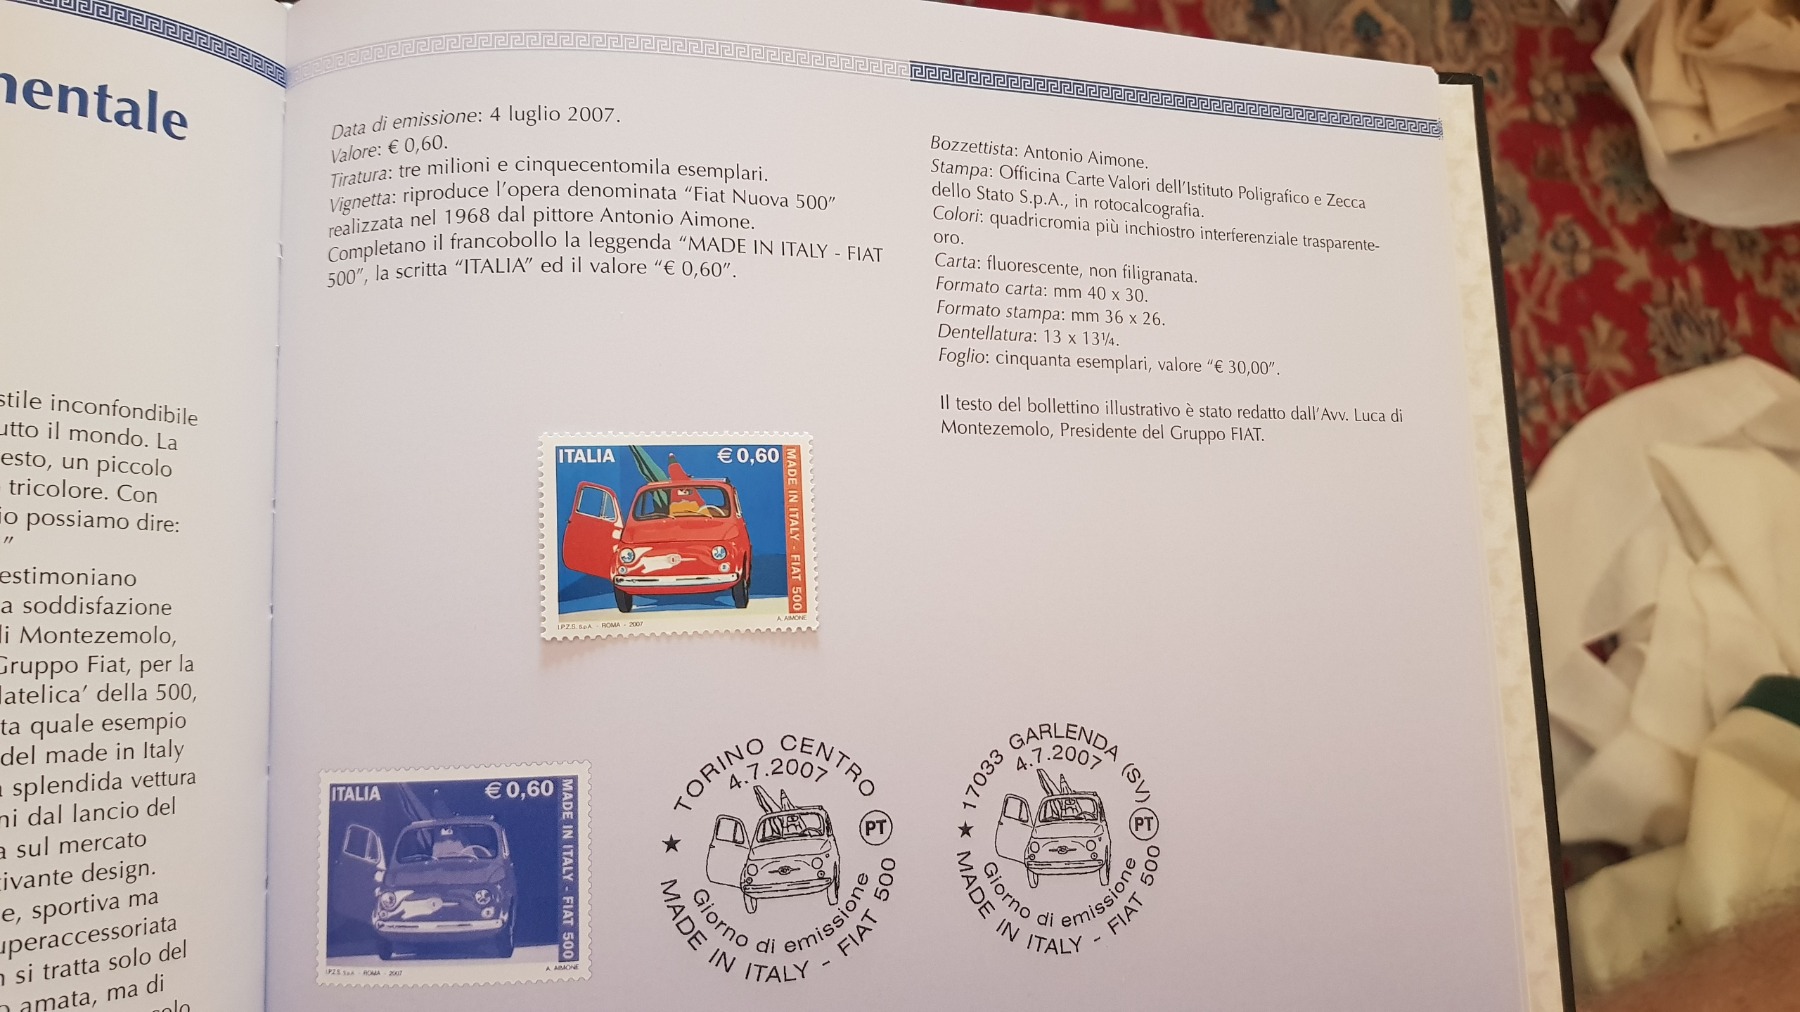 mentale
stile inconfondibile
utto il mondo. La
esto, un piccolo
tricolore. Con
io possiamo dire:
"
estimoniano
a soddisfazione
di Montezemolo,
Gruppo Fiat, per la
latelica' della 500,
ta quale esempio
del made in Italy
splendida vettura
ni dal lancio del
a sul mercato
ivante design.
e, sportiva ma
uperaccessoriata
si tratta solo del
amata, ma di
Data di emissione: 4 luglio 2007.
Valore: € 0,60.
Tiratura: tre milioni e cinquecentomila esemplari.
Vignetta: riproduce l'opera denominata "Fiat Nuova 500"
realizzata nel 1968 dal pittore Antonio Aimone.
Completano il francobollo la leggenda "MADE IN ITALY - FIAT
500", la scritta "ITALIA" ed il valore "€ 0,60".
Bozzettista: Antonio Aimone.
Stampa: Officina Carte Valori dell'Istituto Poligrafico e Zecca
dello Stato S.p.A., in rotocalcografia.
Colori: quadricromia più inchiostro interferenziale trasparente-
oro.
Carta: fluorescente, non filigranata.
Formato carta: mm 40 x 30.
Formato stampa: mm 36 x 26.
Dentellatura: 13 x 13¼.
Foglio: cinquanta esemplari, valore "€ 30,00".
Il testo del bollettino illustrativo è stato redatto dall'Avv. Luca di
Montezemolo, Presidente del Gruppo FIAT.
ITALIA € 0,60
MADE IN ITALY - FIAT 500
I.P.Z.S. S.p.A. - ROMA - 2007 A. AIMONE
ITALIA € 0,60
MADE IN ITALY - FIAT 500
I.P.Z.S. S.p.A. - ROMA - 2007 A. AIMONE
TORINO CENTRO
4.7.2007
PT
Giorno di emissione
MADE IN ITALY - FIAT 500
17033 GARLENDA (SV)
4.7.2007
PT
Giorno di emissione
MADE IN ITALY - FIAT 500